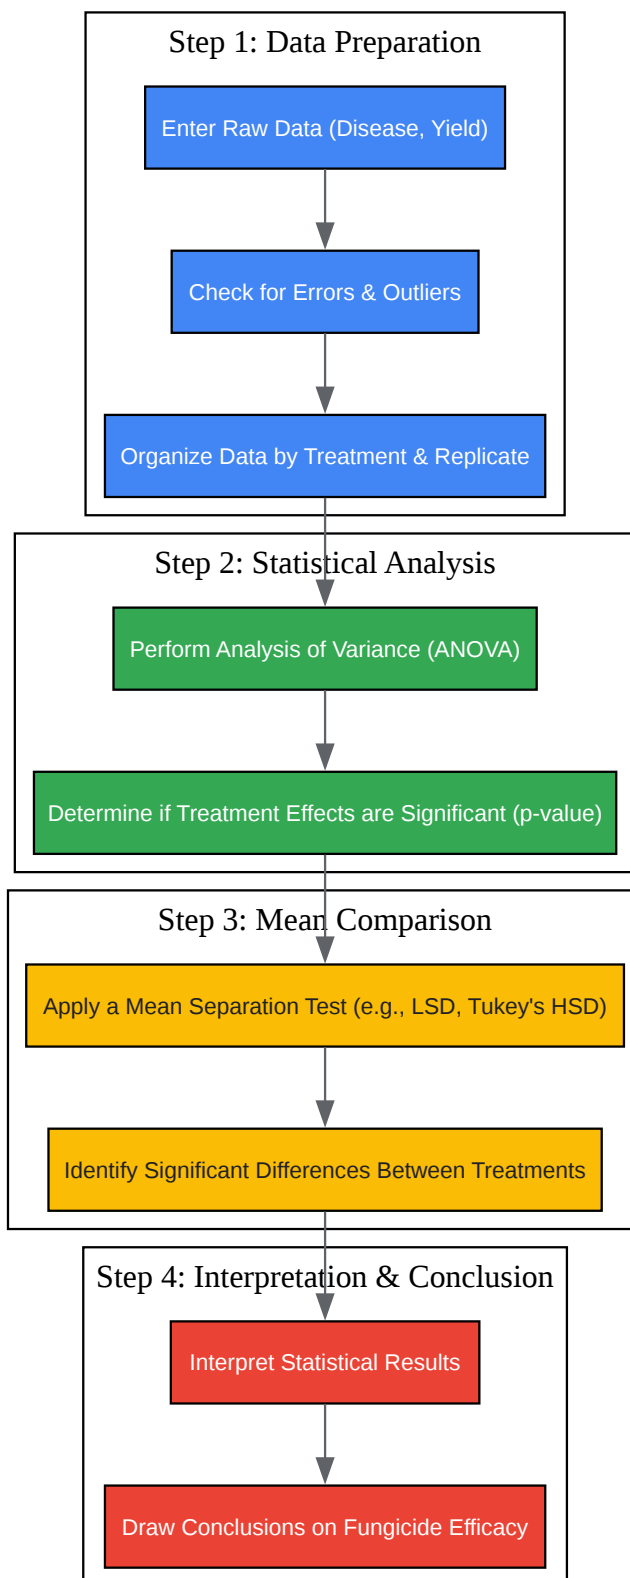 Step 1: Data Preparation
Enter Raw Data (Disease, Yield)
Check for Errors & Outliers
Organize Data by Treatment & Replicate
Step 2: Statistical Analysis
Perform Analysis of Variance (ANOVA)
Determine if Treatment Effects are Significant (p-value)
Step 3: Mean Comparison
Apply a Mean Separation Test (e.g., LSD, Tukey's HSD)
Identify Significant Differences Between Treatments
Step 4: Interpretation & Conclusion
Interpret Statistical Results
Draw Conclusions on Fungicide Efficacy